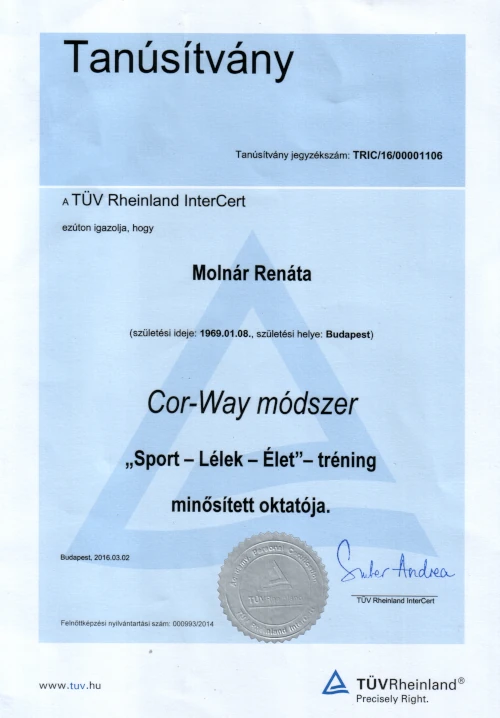 Tanúsítvány
Tanúsítvány jegyzékszám: TRIC/16/00001106
A TÜV Rheinland InterCert
ezúton igazolja, hogy
Molnár Renáta
(születési ideje: 1969.01.08., születési helye: Budapest)
Cor-Way módszer
„Sport – Lélek – Élet”– tréning
minősített oktatója.
Budapest, 2016.03.02
Suter Andrea
TÜV Rheinland InterCert
Felnőttképzési nyilvántartási szám: 000993/2014
www.tuv.hu
TÜVRheinland®
Precisely Right.